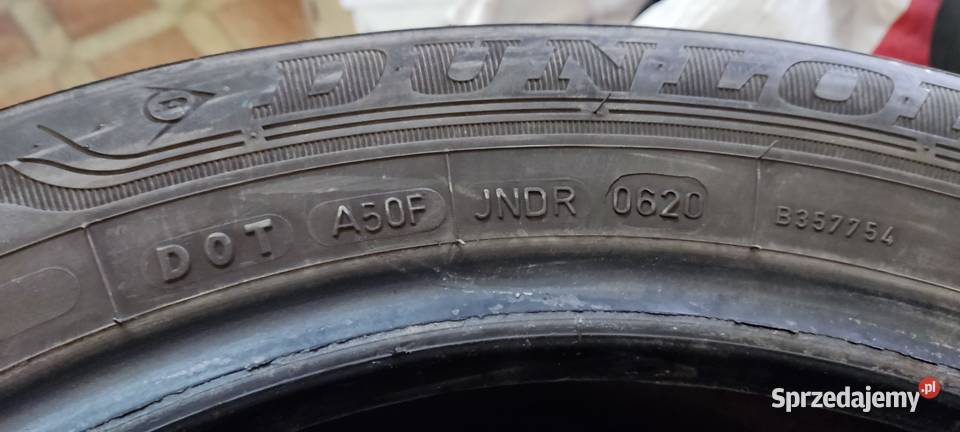 DUNLOP
DOT A50F JNDR 0620 B357754
Sprzedajemy.pl